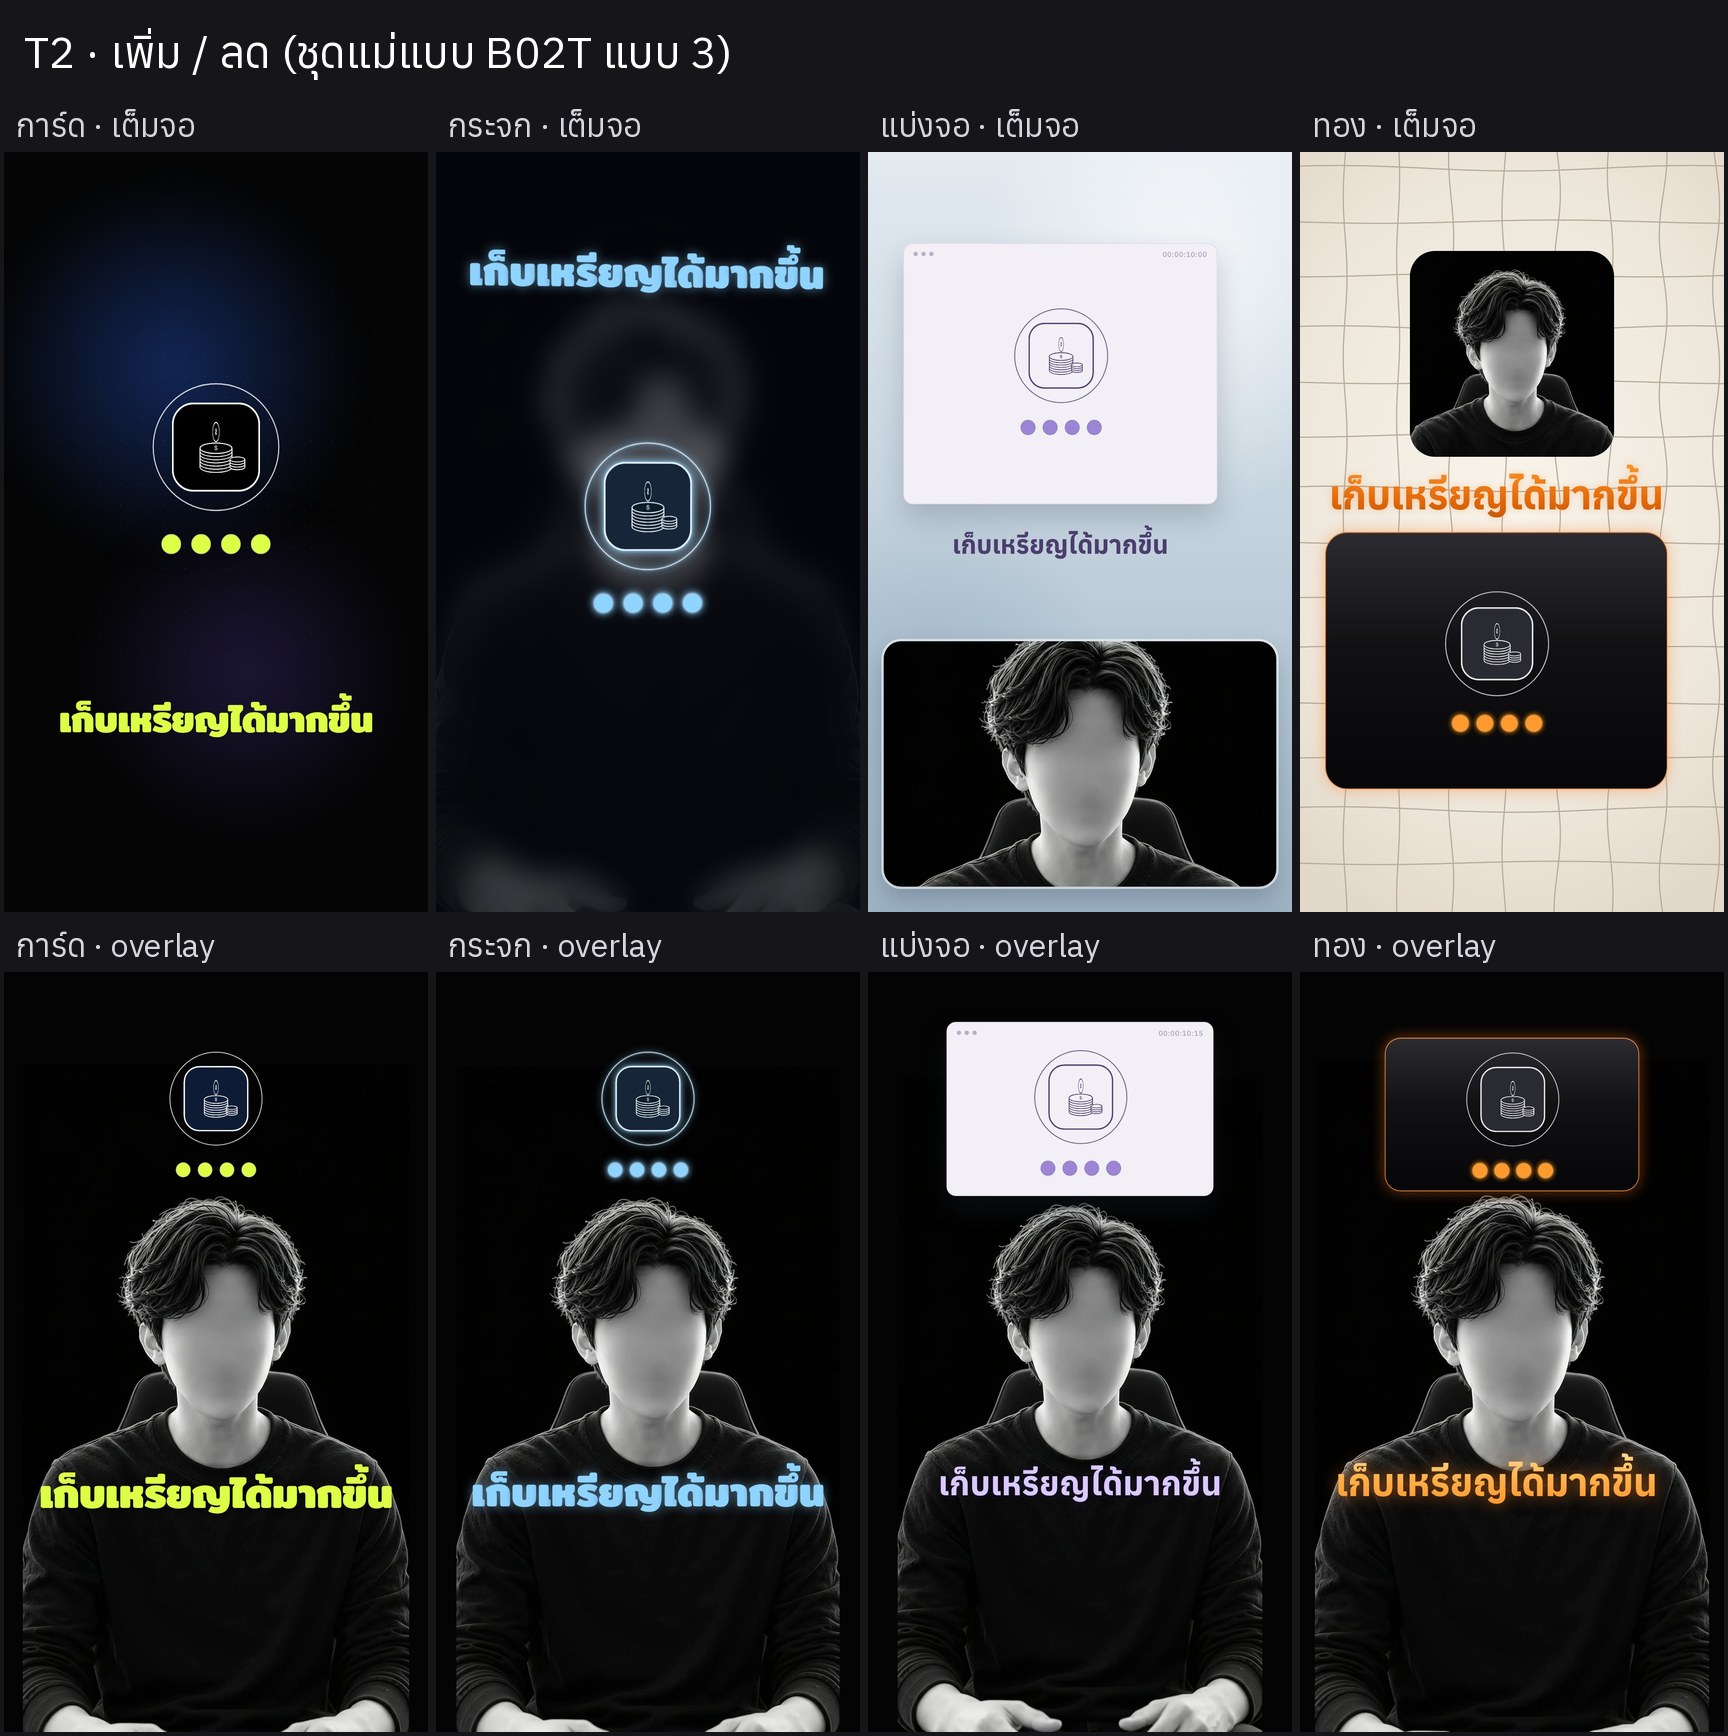 T2 · เพิ่ม / ลด (ชุดแม่แบบ B02T แบบ 3)
การ์ด · เต็มจอ
กระจก · เต็มจอ
แบ่งจอ · เต็มจอ
ทอง · เต็มจอ
เก็บเหรียญได้มากขึ้น
เก็บเหรียญได้มากขึ้น
00:00:10:00
เก็บเหรียญได้มากขึ้น
เก็บเหรียญได้มากขึ้น
การ์ด · overlay
กระจก · overlay
แบ่งจอ · overlay
ทอง · overlay
00:00:10:15
เก็บเหรียญได้มากขึ้น
เก็บเหรียญได้มากขึ้น
เก็บเหรียญได้มากขึ้น
เก็บเหรียญได้มากขึ้น